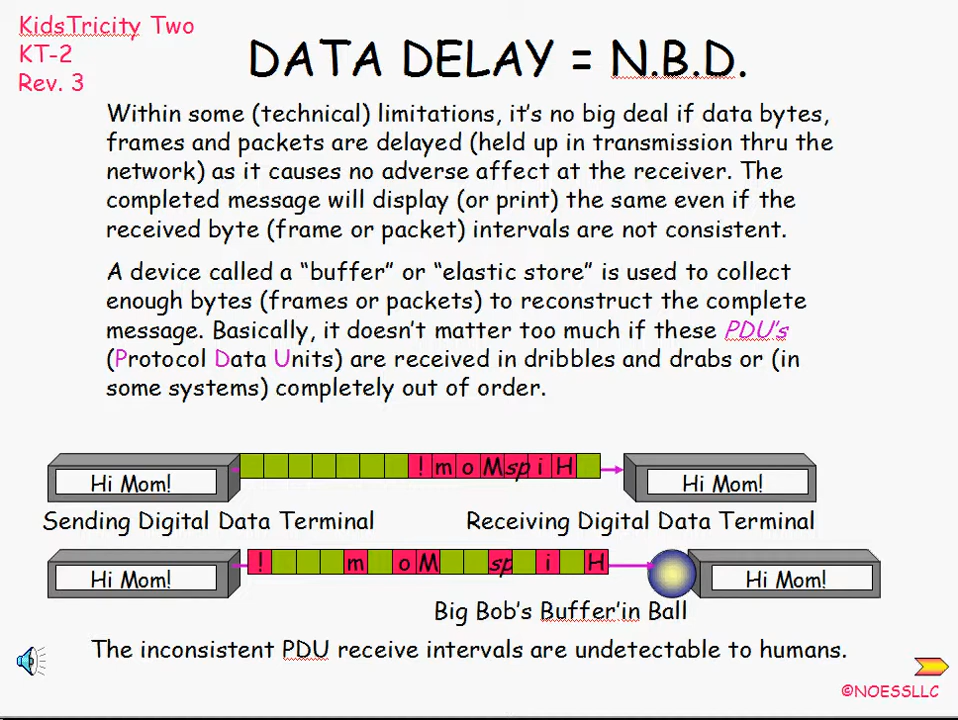 KidsTricity Two
KT-2
Rev. 3
DATA DELAY = N.B.D.
Within some (technical) limitations, it's no big deal if data bytes,
frames and packets are delayed (held up in transmission thru the
network) as it causes no adverse affect at the receiver. The
completed message will display (or print) the same even if the
received byte (frame or packet) intervals are not consistent.
A device called a “buffer” or “elastic store” is used to collect
enough bytes (frames or packets) to reconstruct the complete
message. Basically, it doesn't matter too much if these PDU's
(Protocol Data Units) are received in dribbles and drabs or (in
some systems) completely out of order.
Hi Mom! ! m o M sp i H Hi Mom!
Sending Digital Data Terminal Receiving Digital Data Terminal
Hi Mom! ! m o M sp i H Hi Mom!
Big Bob's Buffer'in Ball
The inconsistent PDU receive intervals are undetectable to humans.
©NOESSLLC